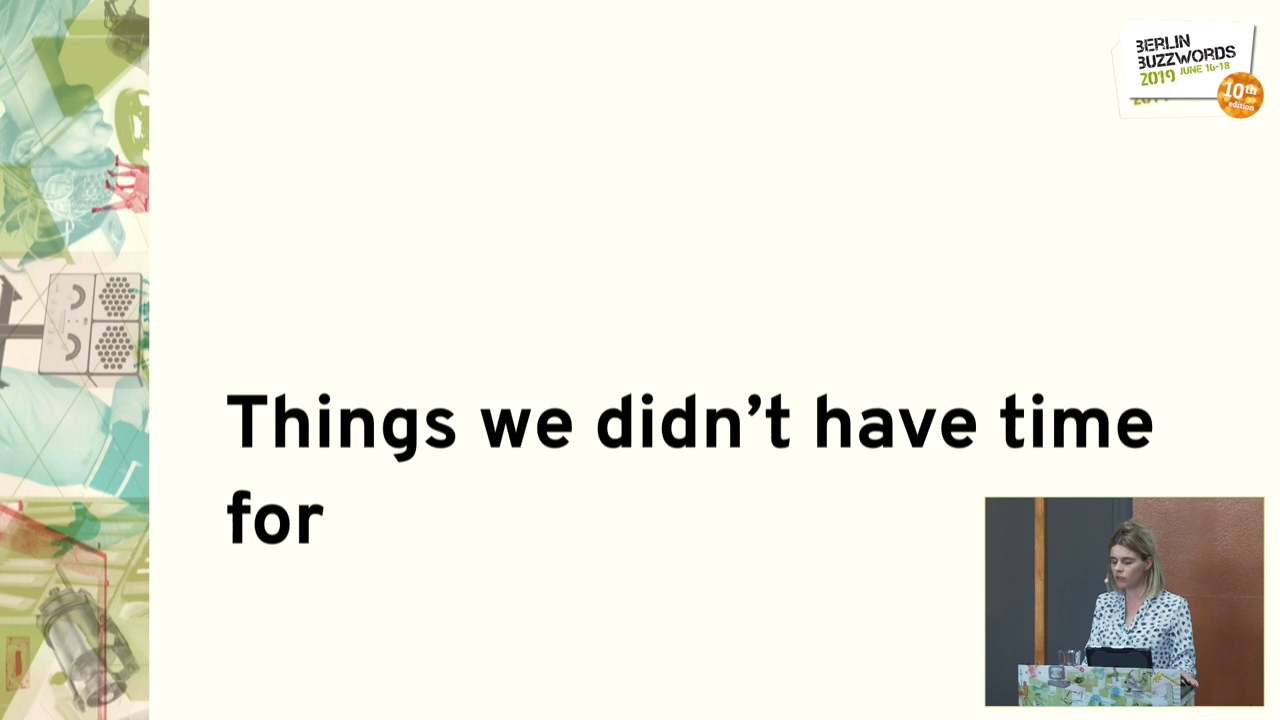 BERLIN
BUZZWORDS
2019 JUNE 16-18
10th
edition
Things we didn’t have time
for